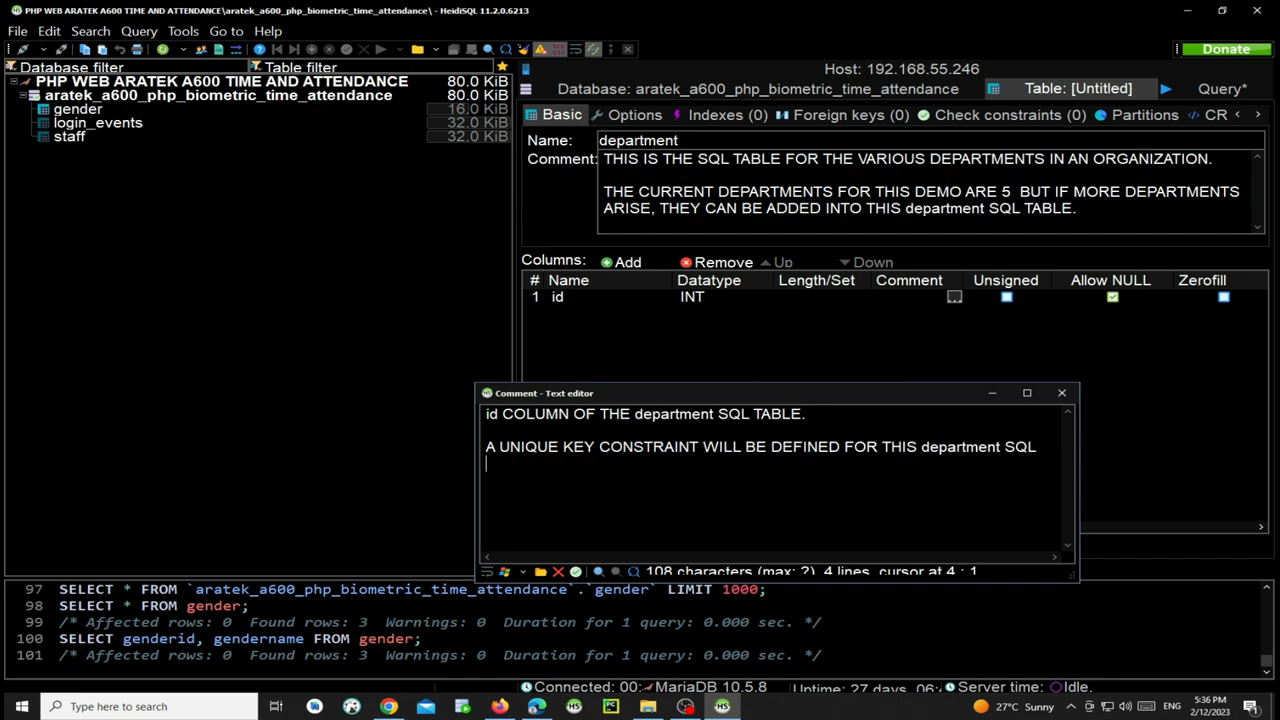 PHP WEB ARATEK A600 TIME AND ATTENDANCE\aratek_a600_php_biometric_time_attendance\ - HeidiSQL 11.2.0.6213
File Edit Search Query Tools Go to Help
Donate
Database filter Table filter
PHP WEB ARATEK A600 TIME AND ATTENDANCE 80.0 KiB
aratek_a600_php_biometric_time_attendance 80.0 KiB
gender 16.0 KiB
login_events 32.0 KiB
staff 32.0 KiB
Host: 192.168.55.246
Database: aratek_a600_php_biometric_time_attendance Table: [Untitled] Query*
Basic Options Indexes (0) Foreign keys (0) Check constraints (0) Partitions CR
Name: department
Comment: THIS IS THE SQL TABLE FOR THE VARIOUS DEPARTMENTS IN AN ORGANIZATION.
THE CURRENT DEPARTMENTS FOR THIS DEMO ARE 5 BUT IF MORE DEPARTMENTS
ARISE, THEY CAN BE ADDED INTO THIS department SQL TABLE.
Columns: Add Remove Up Down
# Name Datatype Length/Set Comment Unsigned Allow NULL Zerofill
1 id INT ...
Comment - Text editor
id COLUMN OF THE department SQL TABLE.
A UNIQUE KEY CONSTRAINT WILL BE DEFINED FOR THIS department SQL
108 characters (max: ?), 4 lines, cursor at 4 : 1
97 SELECT * FROM `aratek_a600_php_biometric_time_attendance`.`gender` LIMIT 1000;
98 SELECT * FROM gender;
99 /* Affected rows: 0 Found rows: 3 Warnings: 0 Duration for 1 query: 0.000 sec. */
100 SELECT genderid, gendername FROM gender;
101 /* Affected rows: 0 Found rows: 3 Warnings: 0 Duration for 1 query: 0.000 sec. */
Connected: 00: MariaDB 10.5.8 Uptime: 27 days, 06: Server time: Idle.
Type here to search
27°C Sunny ENG 5:36 PM
2/12/2023